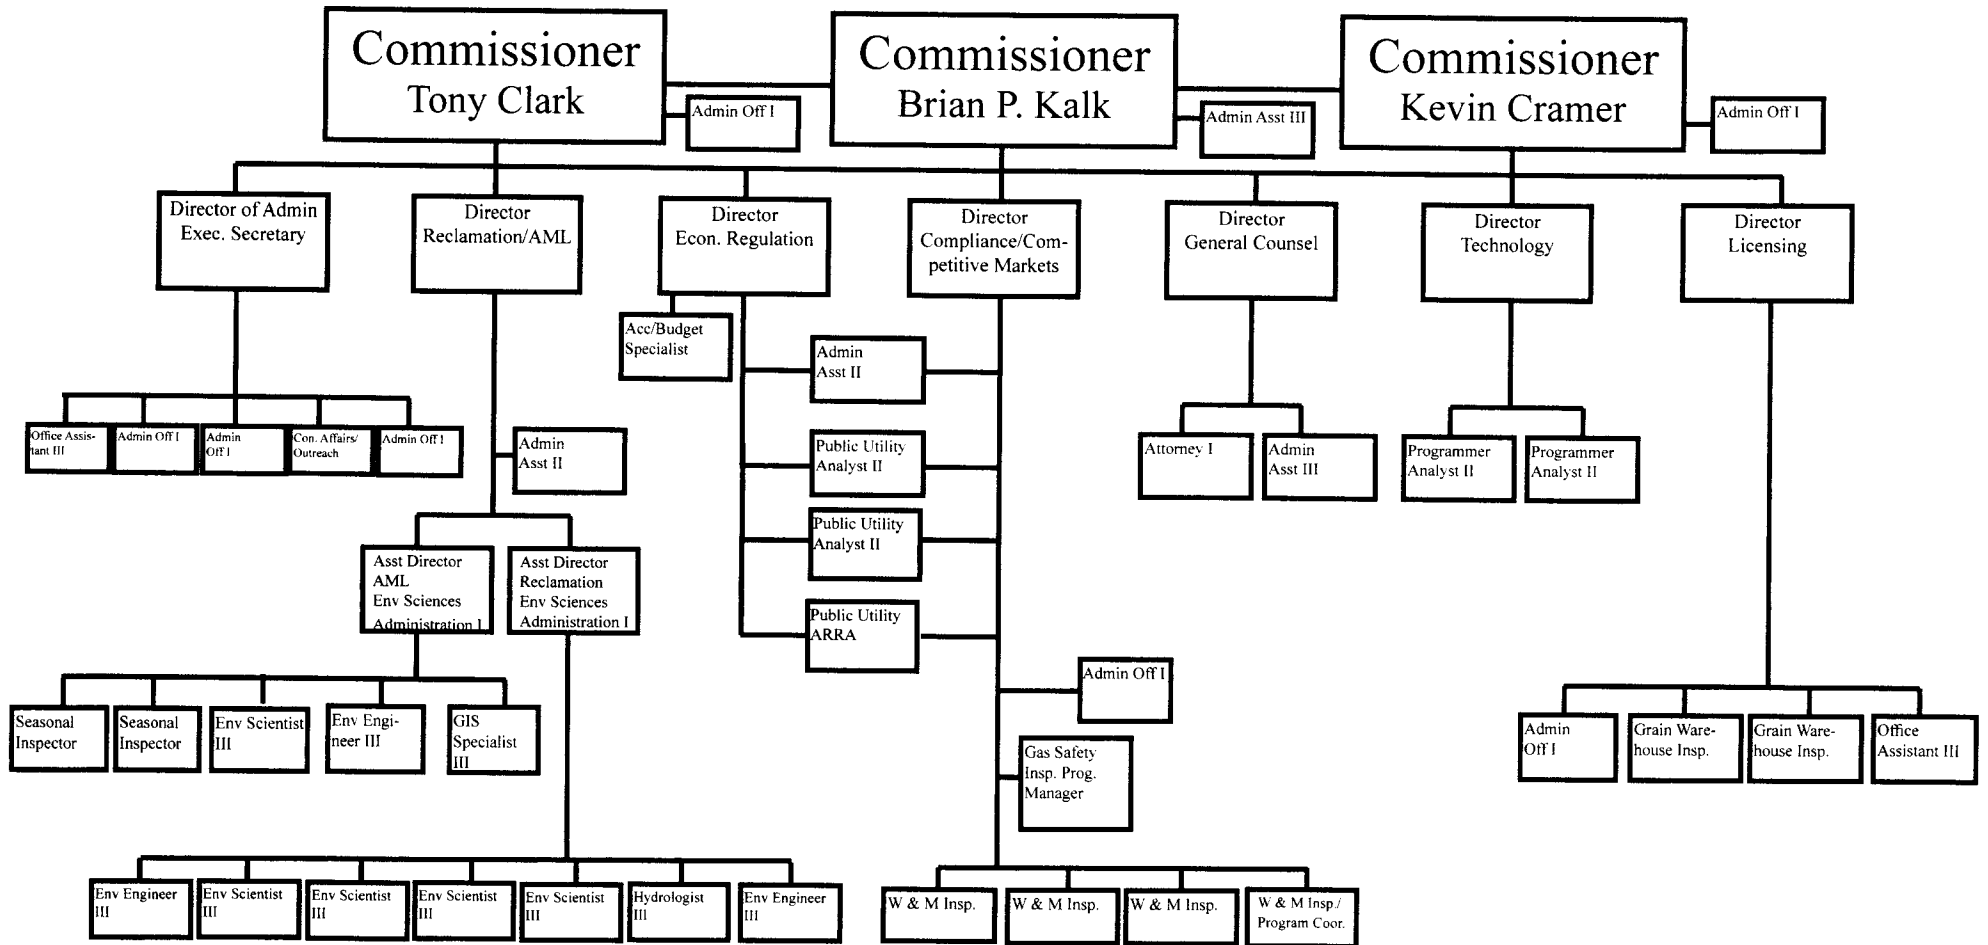 Commissioner
Tony Clark
Admin Off I
Commissioner
Brian P. Kalk
Admin Asst III
Commissioner
Kevin Cramer
Admin Off I
Director of Admin
Exec. Secretary
Director
Reclamation/AML
Director
Econ. Regulation
Director
Compliance/Com-
petitive Markets
Director
General Counsel
Director
Technology
Director
Licensing
Acc/Budget
Specialist
Admin
Asst II
Office Assis-
tant III
Admin Off I
Admin
Off I
Con. Affairs/
Outreach
Admin Off I
Admin
Asst II
Public Utility
Analyst II
Attorney I
Admin
Asst III
Programmer
Analyst II
Programmer
Analyst II
Public Utility
Analyst II
Asst Director
AML
Env Sciences
Administration I
Asst Director
Reclamation
Env Sciences
Administration I
Public Utility
ARRA
Admin Off I
Seasonal
Inspector
Seasonal
Inspector
Env Scientist
III
Env Engi-
neer III
GIS
Specialist
III
Gas Safety
Insp. Prog.
Manager
Admin
Off I
Grain Ware-
house Insp.
Grain Ware-
house Insp.
Office
Assistant III
Env Engineer
III
Env Scientist
III
Env Scientist
III
Env Scientist
III
Env Scientist
III
Hydrologist
III
Env Engineer
III
W & M Insp.
W & M Insp.
W & M Insp.
W & M Insp./
Program Coor.